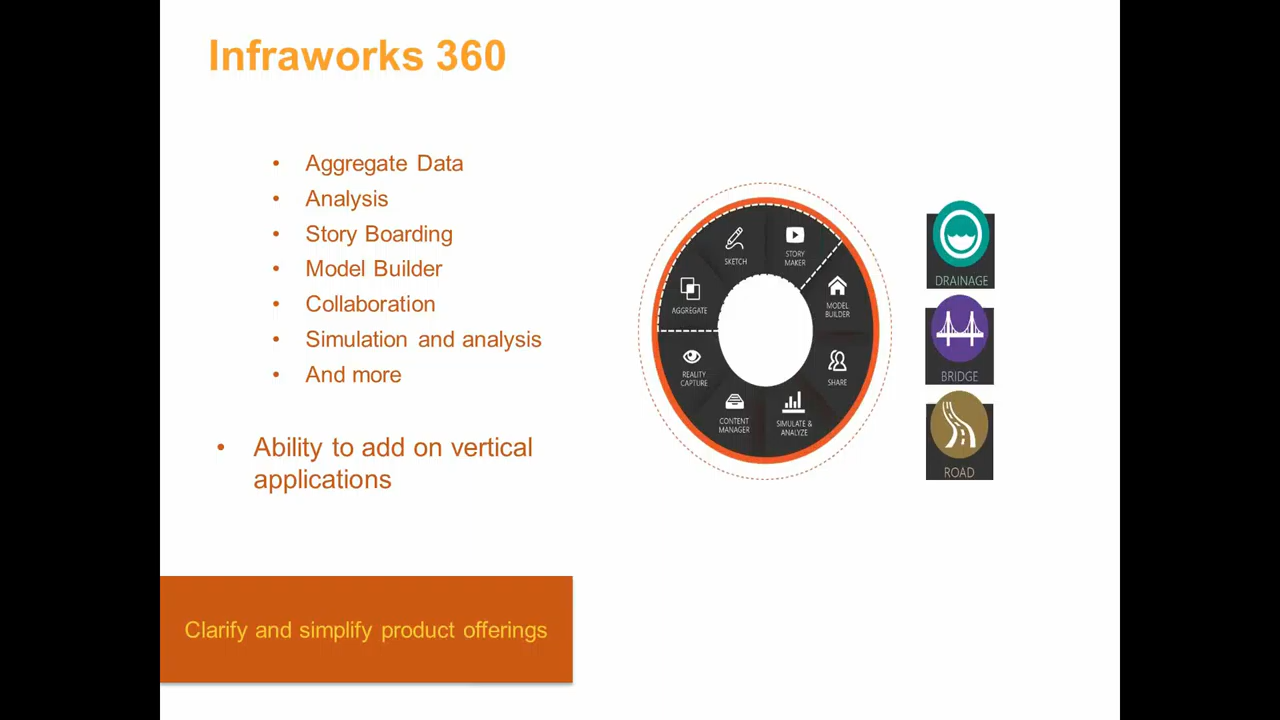 Infraworks 360
• Aggregate Data
• Analysis
• Story Boarding
• Model Builder
• Collaboration
• Simulation and analysis
• And more
• Ability to add on vertical
applications
Clarify and simplify product offerings
SKETCH
STORY
MAKER
AGGREGATE
MODEL
BUILDER
REALITY
CAPTURE
SHARE
CONTENT
MANAGER
SIMULATE &
ANALYZE
DRAINAGE
BRIDGE
ROAD